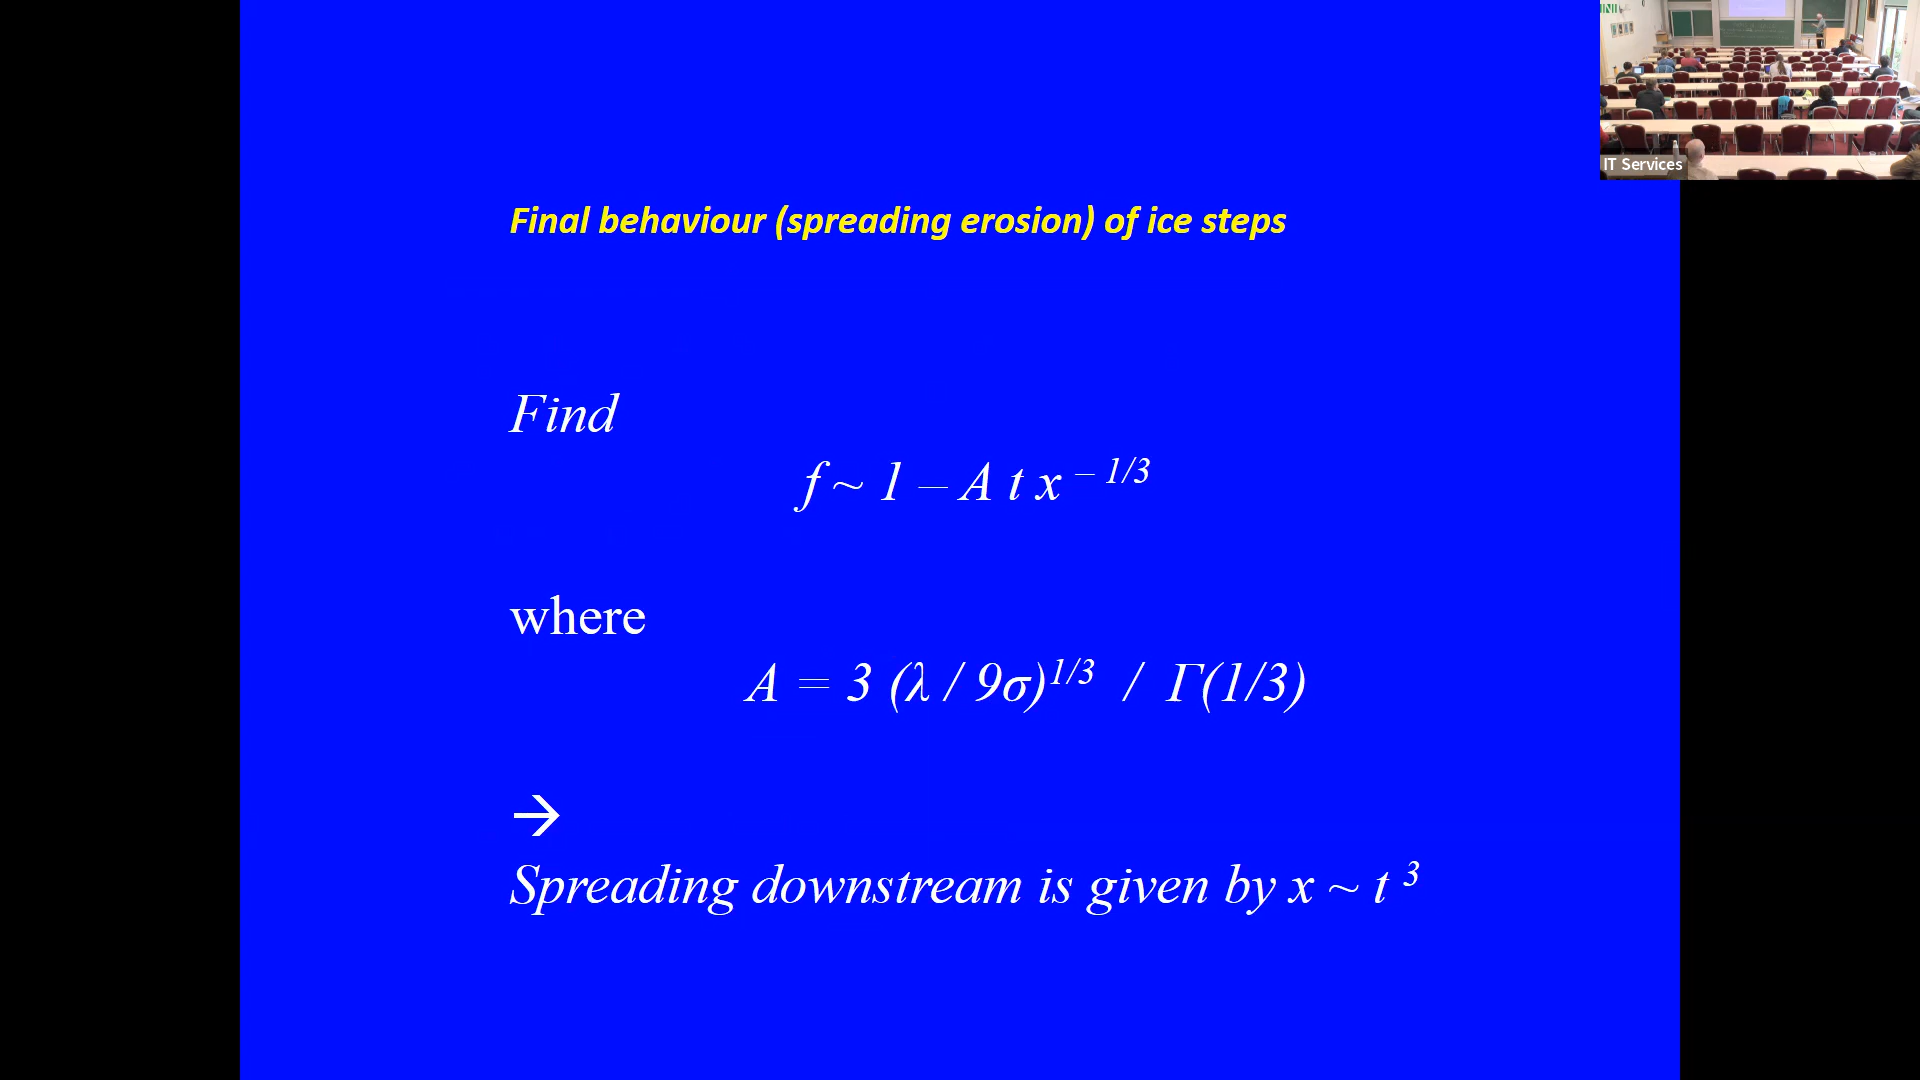 Final behaviour (spreading erosion) of ice steps
Find
f ~ 1 – A t x – 1/3
where
A = 3 (λ / 9σ)1/3 / Γ(1/3)
→
Spreading downstream is given by x ~ t 3
IT Services